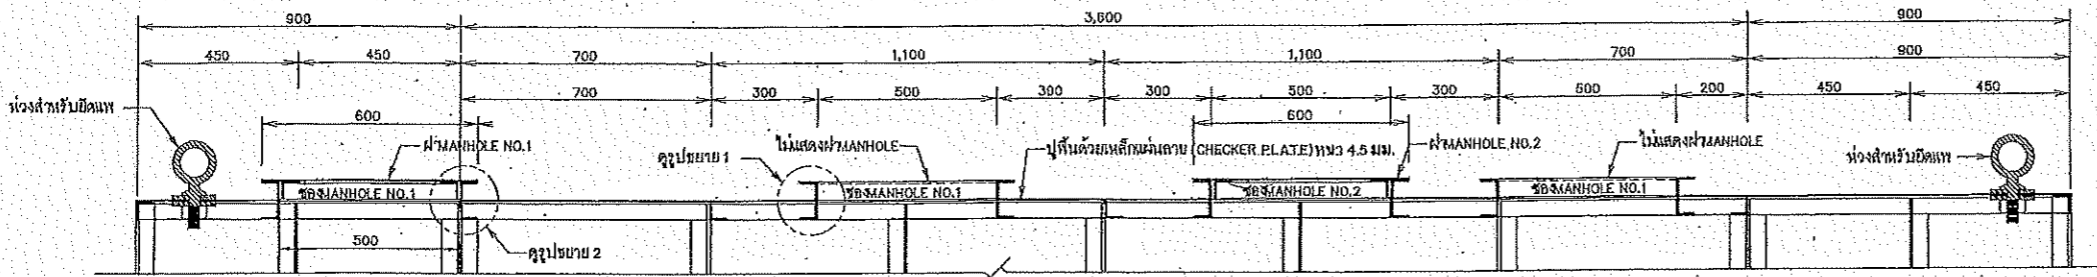 900 3,600 900
450 450 700 1,100 1,100 700 900
700 300 500 300 300 500 300 500 200 450 450
600 600
ห่วงสำหรับยึดแพ
ฝาMANHOLE NO.1
ดูรูปขยาย 1
ไม่แสดงฝาMANHOLE
ปูพื้นด้วยเหล็กแผ่นลาย (CHECKER PLATE) หนา 4.5 มม.
ฝาMANHOLE NO.2
ไม่แสดงฝาMANHOLE
ห่วงสำหรับยึดแพ
ช่องMANHOLE NO.1
ช่องMANHOLE NO.1
ช่องMANHOLE NO.2
ช่องMANHOLE NO.1
500
ดูรูปขยาย 2